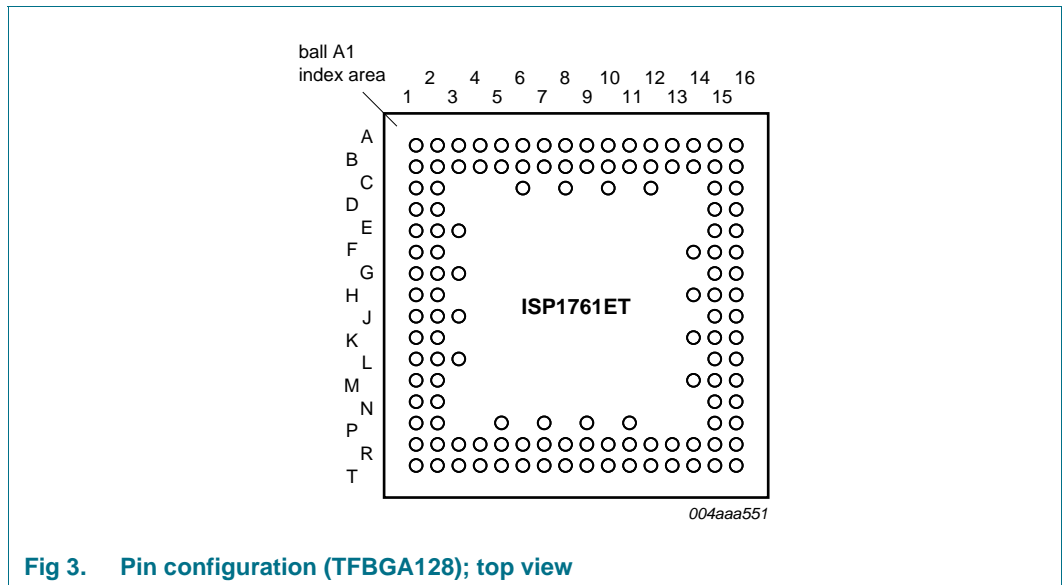 ball A1
index area
2 4 6 8 10 12 14 16
1 3 5 7 9 11 13 15
A
B
C
D
E
F
G
H
J
K
L
M
N
P
R
T
ISP1761ET
004aaa551
Fig 3. Pin configuration (TFBGA128); top view